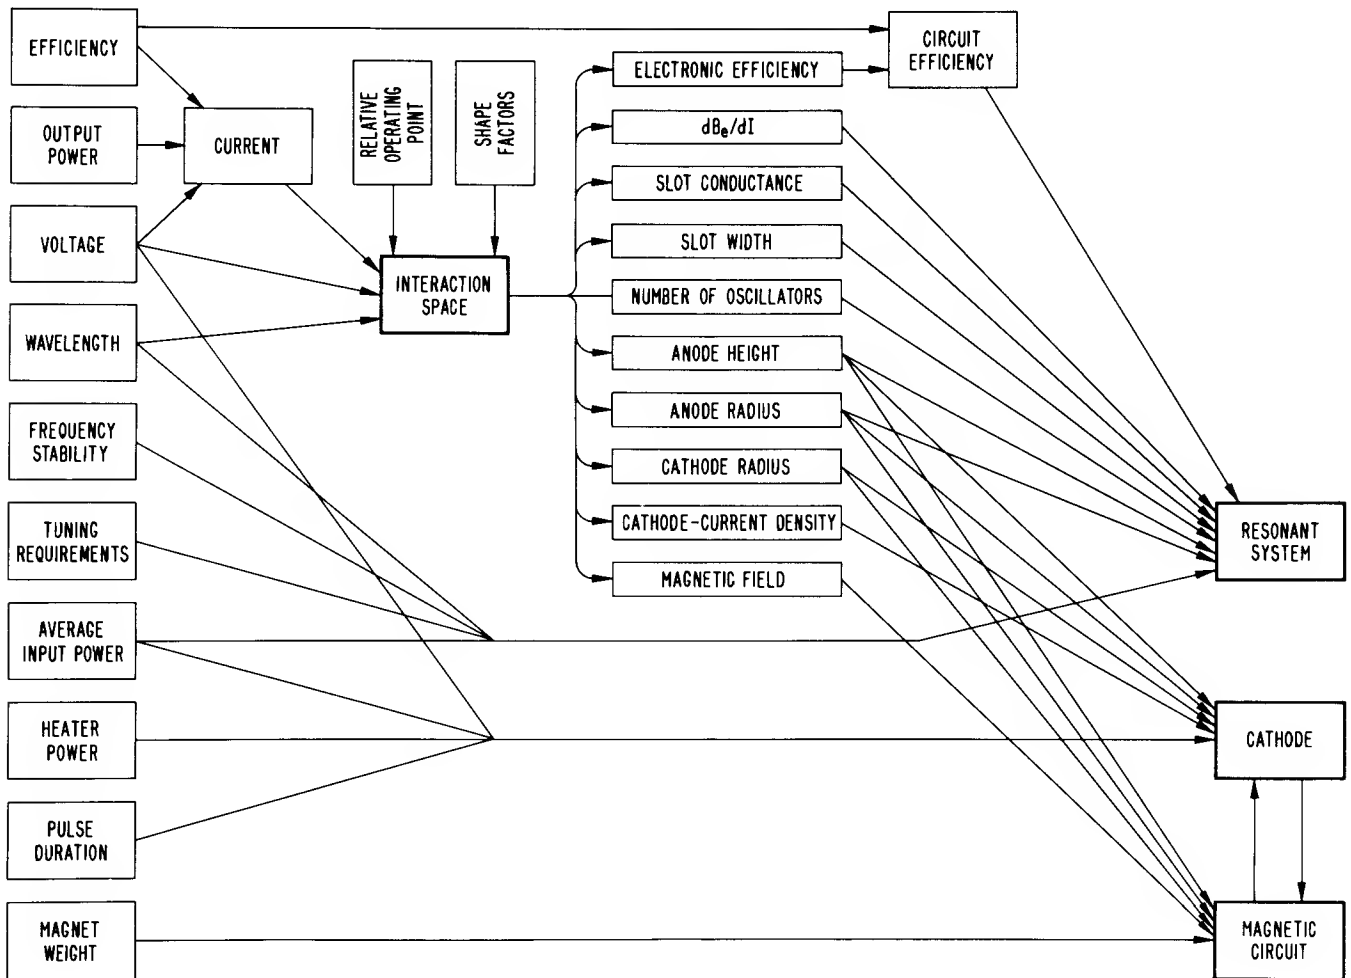 EFFICIENCY
OUTPUT
POWER
VOLTAGE
WAVELENGTH
FREQUENCY
STABILITY
TUNING
REQUIREMENTS
AVERAGE
INPUT POWER
HEATER
POWER
PULSE
DURATION
MAGNET
WEIGHT
CURRENT
RELATIVE
OPERATING
POINT
SHAPE
FACTORS
INTERACTION
SPACE
ELECTRONIC EFFICIENCY
dBe/dI
SLOT CONDUCTANCE
SLOT WIDTH
NUMBER OF OSCILLATORS
ANODE HEIGHT
ANODE RADIUS
CATHODE RADIUS
CATHODE-CURRENT DENSITY
MAGNETIC FIELD
CIRCUIT
EFFICIENCY
RESONANT
SYSTEM
CATHODE
MAGNETIC
CIRCUIT